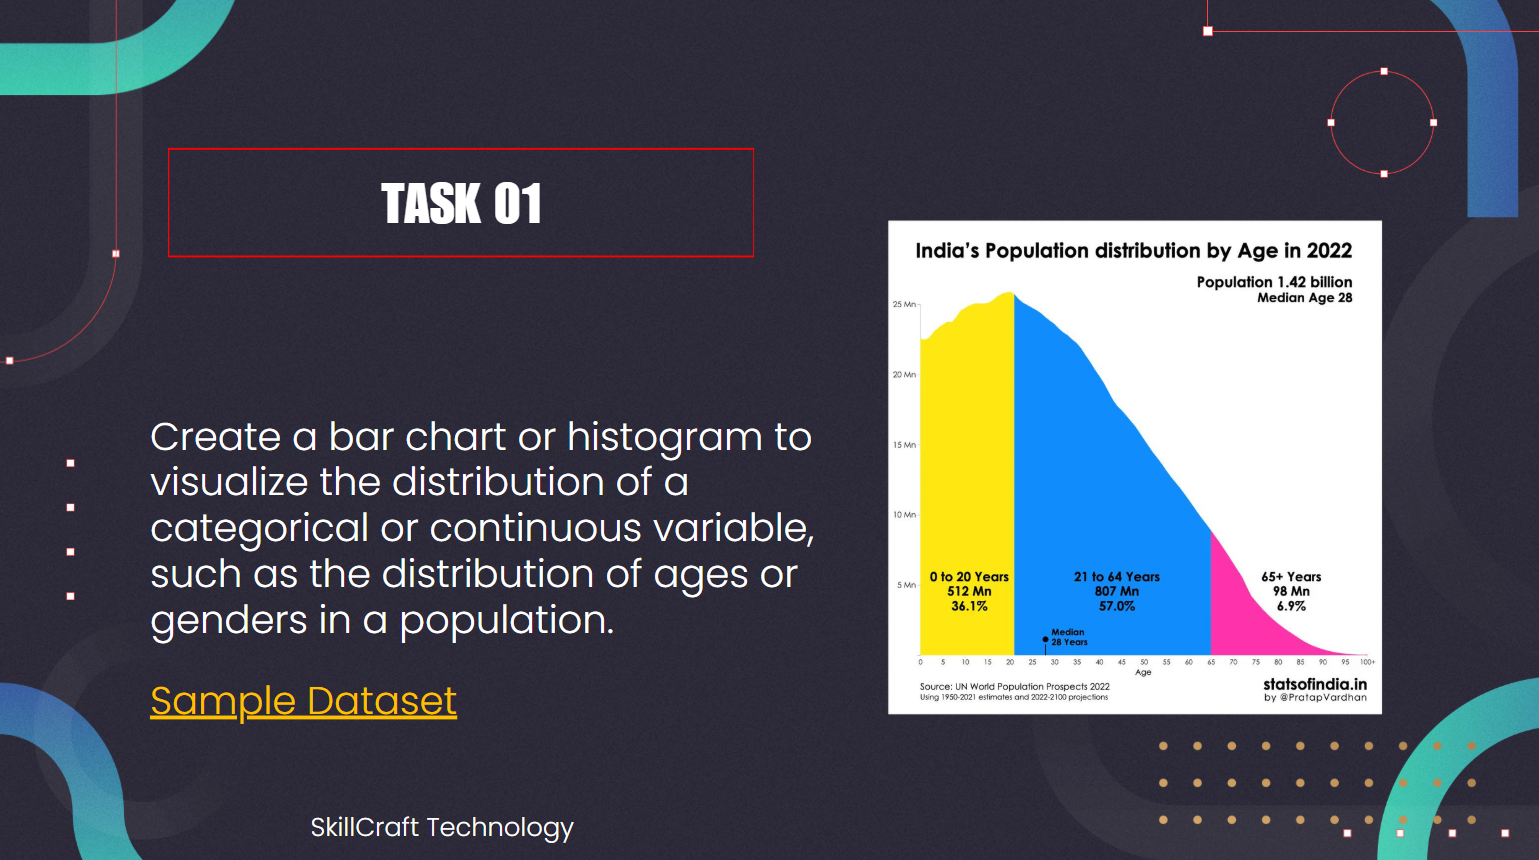 TASK 01
Create a bar chart or histogram to
visualize the distribution of a
categorical or continuous variable,
such as the distribution of ages or
genders in a population.
Sample Dataset
SkillCraft Technology
India's Population distribution by Age in 2022
Population 1.42 billion
Median Age 28
25 Mn
20 Mn
15 Mn
10 Mn
5 Mn
0 to 20 Years
512 Mn
36.1%
21 to 64 Years
807 Mn
57.0%
65+ Years
98 Mn
6.9%
Median
28 Years
0 5 10 15 20 25 30 35 40 45 50 55 60 65 70 75 80 85 90 95 100+
Age
Source: UN World Population Prospects 2022
Using 1950-2021 estimates and 2022-2100 projections
statsofindia.in
by @PratapVardhan